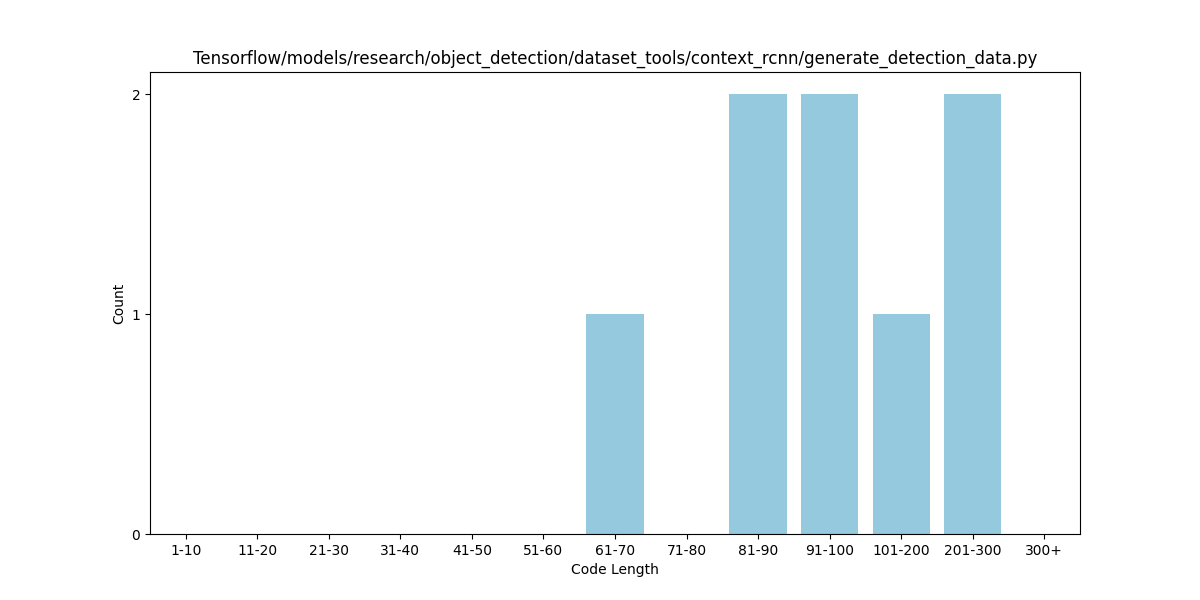 Tensorflow/models/research/object_detection/dataset_tools/context_rcnn/generate_detection_data.py
2
1
0
Count
1-10 11-20 21-30 31-40 41-50 51-60 61-70 71-80 81-90 91-100 101-200 201-300 300+
Code Length